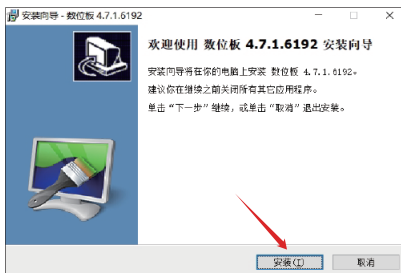 安装向导 - 数位板 4.7.1.6192
欢迎使用 数位板 4.7.1.6192 安装向导
安装向导将在你的电脑上安装 数位板 4.7.1.6192。
建议你在继续之前关闭所有其它应用程序。
单击“下一步”继续，或单击“取消”退出安装。
安装(I)
取消